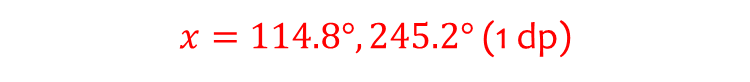 x = 114.8°, 245.2° (1 dp)